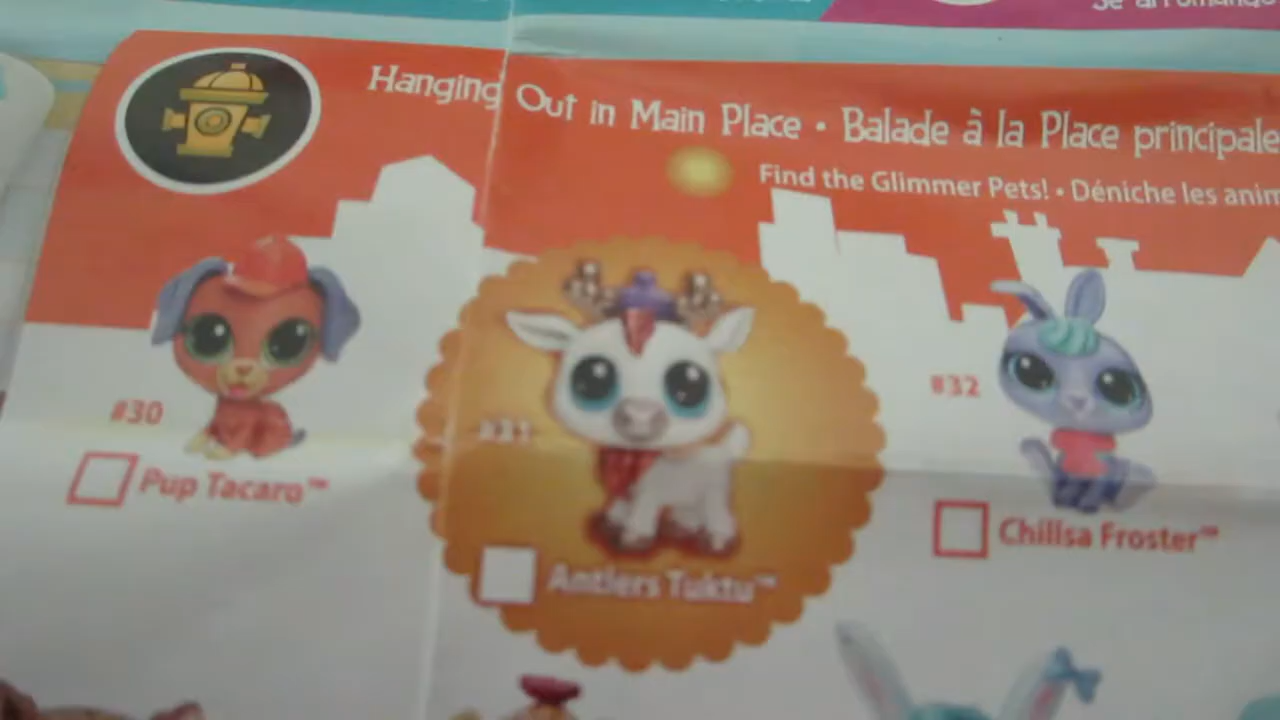 Hanging Out in Main Place • Balade à la Place principale
Find the Glimmer Pets! • Déniche les anim
#30
Pup Tacaro™
#31
Antlers Tuktu™
#32
Chillsa Froster™